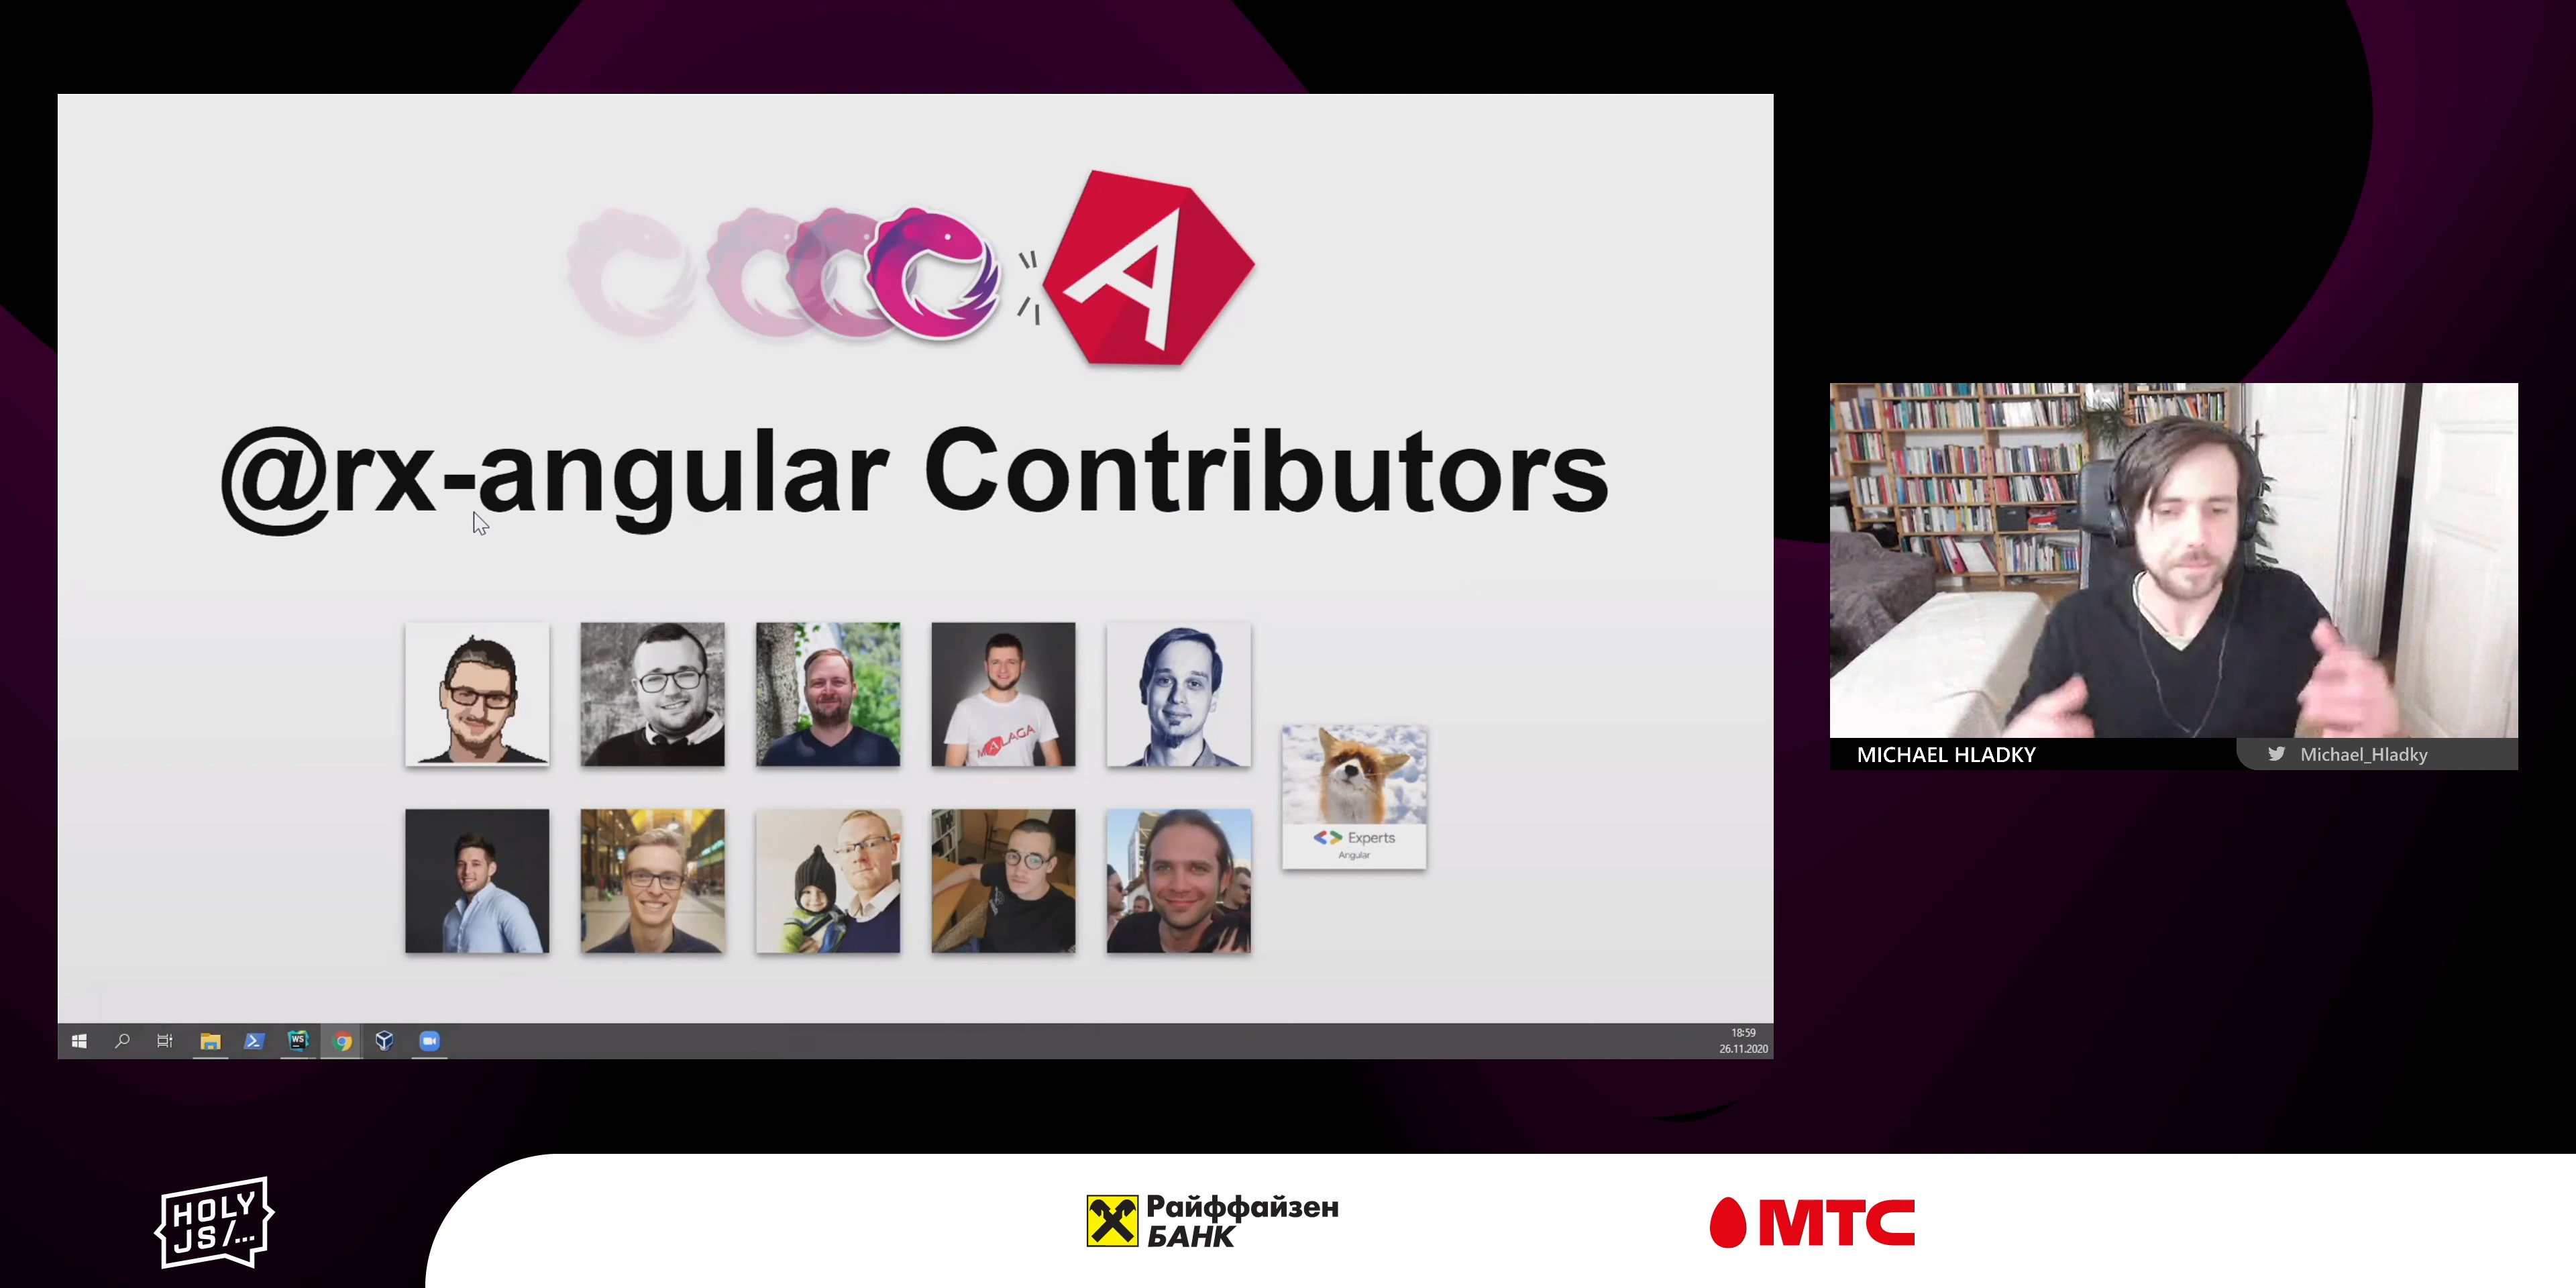 @rx-angular Contributors
MALAGA
Experts
Angular
WS
18:59
26.11.2020
MICHAEL HLADKY
Michael_Hladky
HOLY
JS/...
Райффайзен
БАНК
МТС